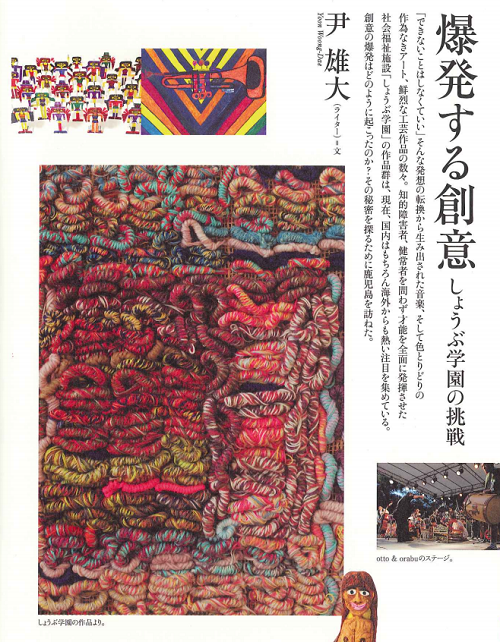 爆発する創意 しょうぶ学園の挑戦
「できないことはしなくていい」そんな発想の転換から生み出された音楽、そして色とりどりの
作為なきアート、鮮烈な工芸作品の数々。知的障害者、健常者を問わず才能を全面に発揮させた
社会福祉施設「しょうぶ学園」の作品群は、現在、国内はもちろん海外からも熱い注目を集めている。
創意の爆発はどのように起こったのか?その秘密を探るために鹿児島を訪ねた。
尹 雄大(ライター)=文
Yoon Woong-Dae
otto & orabuのステージ。
しょうぶ学園の作品より。